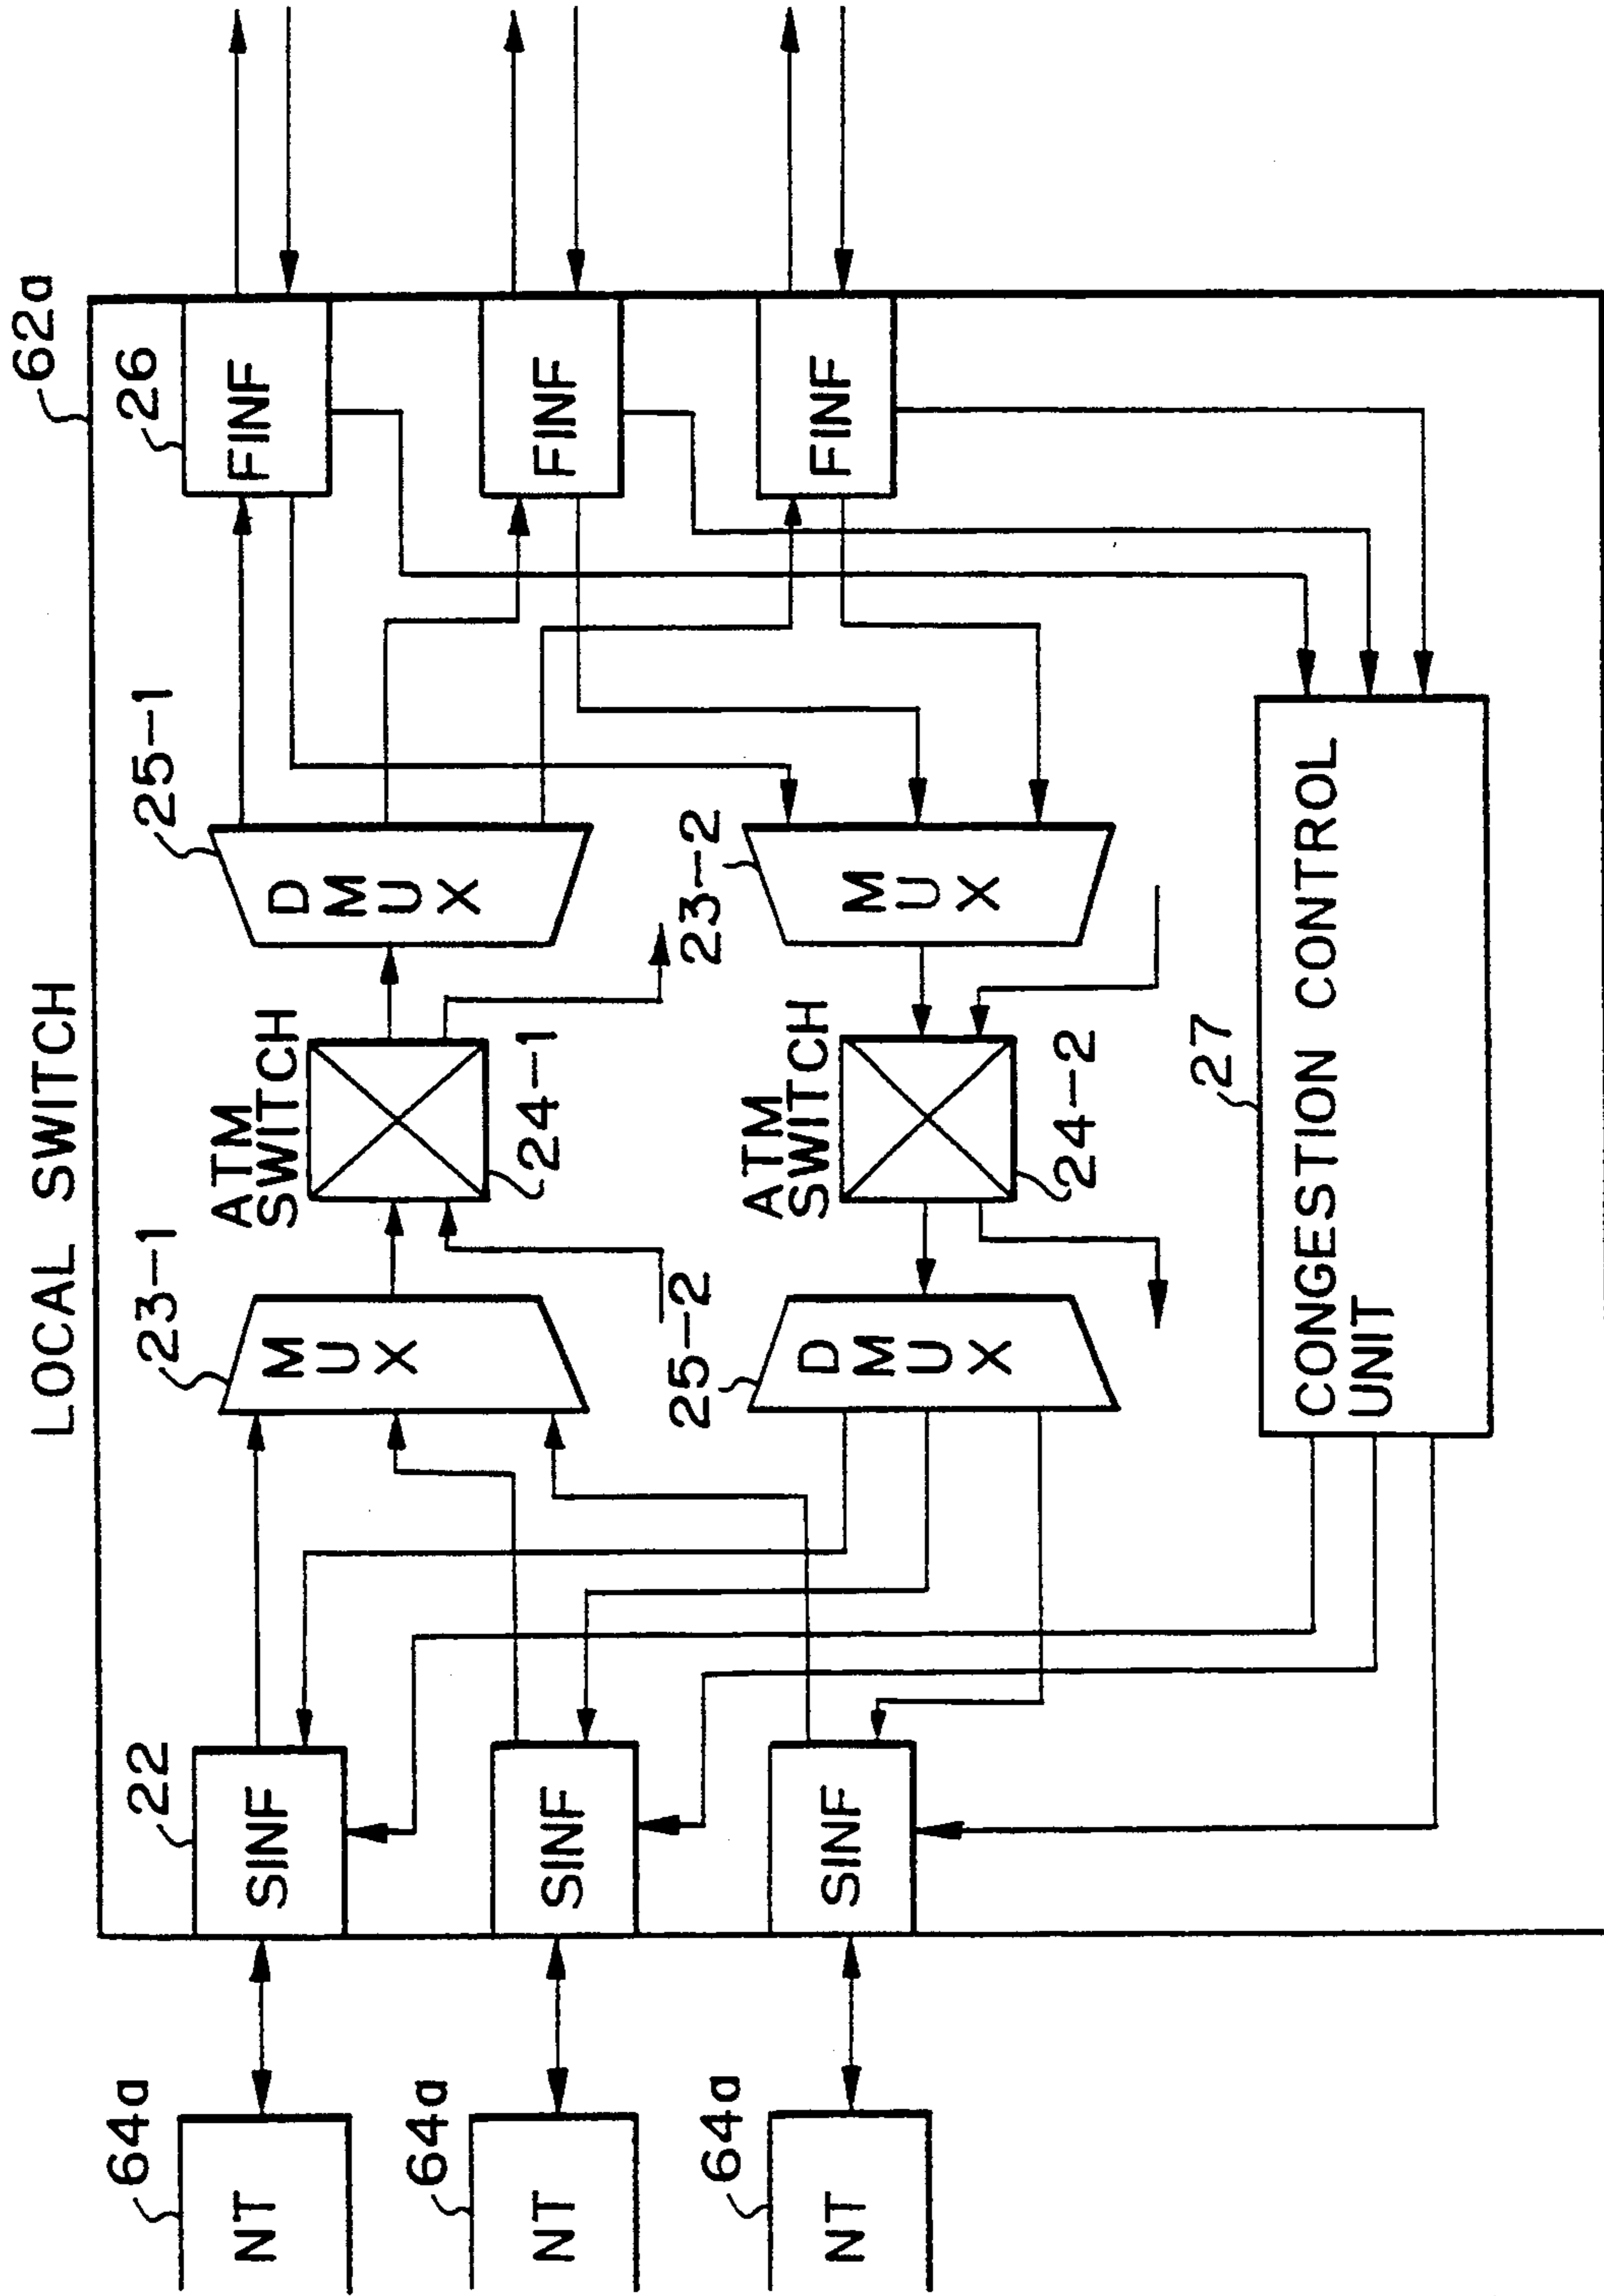 LOCAL SWITCH
62a
64a
NT
64a
NT
64a
NT
22
SINF
SINF
SINF
23-1
MUX
ATM
SWITCH
24-1
25-1
DMUX
26
FINF
FINF
FINF
25-2
DMUX
ATM
SWITCH
24-2
23-2
MUX
27
CONGESTION CONTROL
UNIT